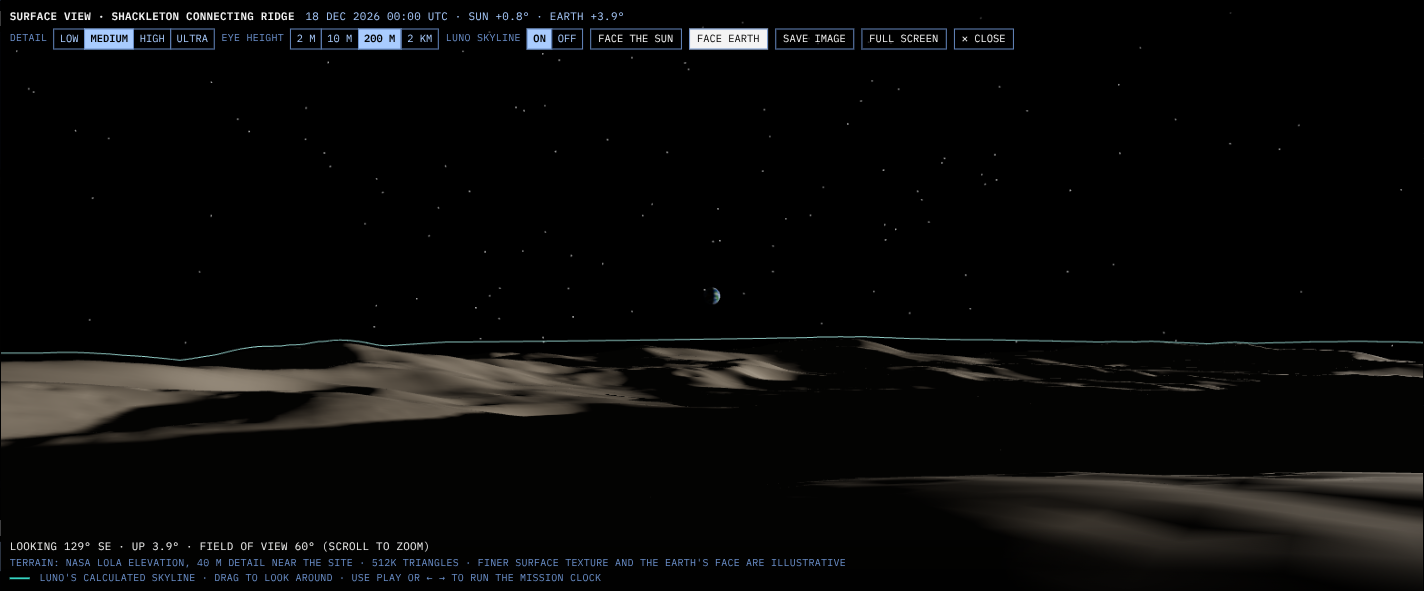 SURFACE VIEW · SHACKLETON CONNECTING RIDGE 18 DEC 2026 00:00 UTC · SUN +0.8° · EARTH +3.9°
DETAIL LOW MEDIUM HIGH ULTRA EYE HEIGHT 2 M 10 M 200 M 2 KM LUNO SKYLINE ON OFF FACE THE SUN FACE EARTH SAVE IMAGE FULL SCREEN × CLOSE
LOOKING 129° SE · UP 3.9° · FIELD OF VIEW 60° (SCROLL TO ZOOM)
TERRAIN: NASA LOLA ELEVATION, 40 M DETAIL NEAR THE SITE · 512K TRIANGLES · FINER SURFACE TEXTURE AND THE EARTH'S FACE ARE ILLUSTRATIVE
LUNO'S CALCULATED SKYLINE · DRAG TO LOOK AROUND · USE PLAY OR ← → TO RUN THE MISSION CLOCK